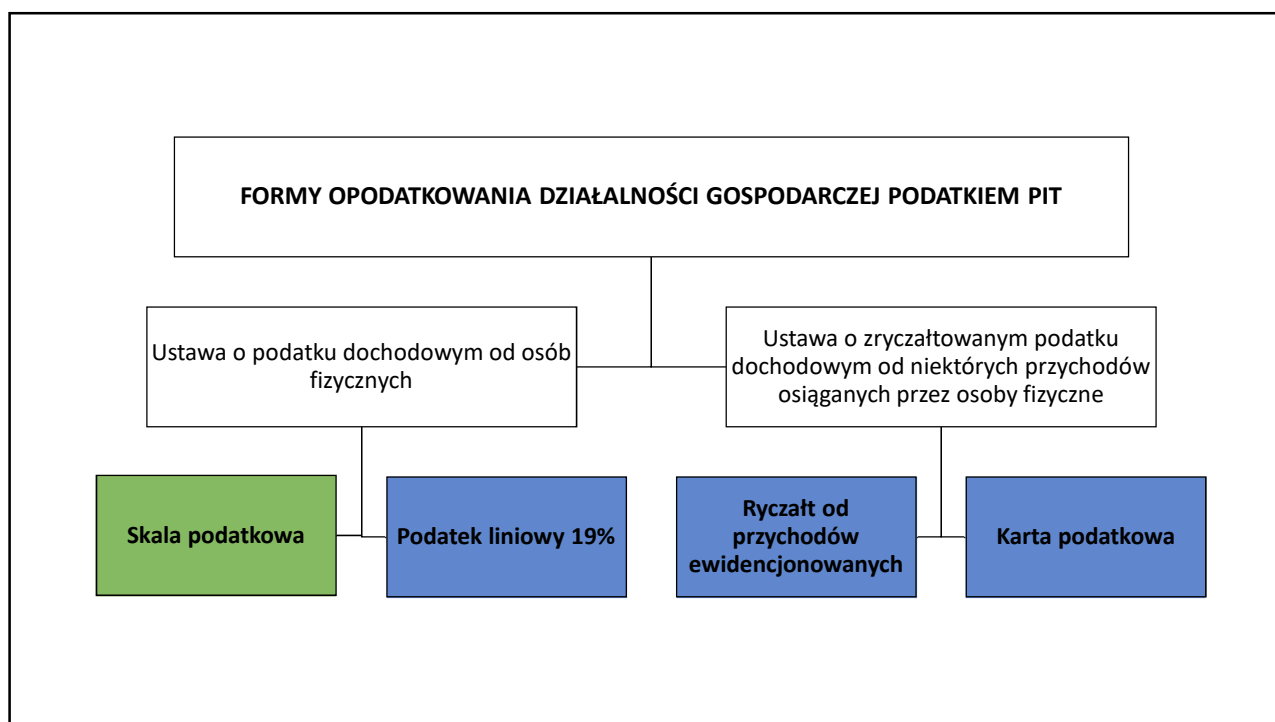 FORMY OPODATKOWANIA DZIAŁALNOŚCI GOSPODARCZEJ PODATKIEM PIT
Ustawa o podatku dochodowym od osób
fizycznych
Ustawa o zryczałtowanym podatku
dochodowym od niektórych przychodów
osiąganych przez osoby fizyczne
Skala podatkowa
Podatek liniowy 19%
Ryczałt od
przychodów
ewidencjonowanych
Karta podatkowa